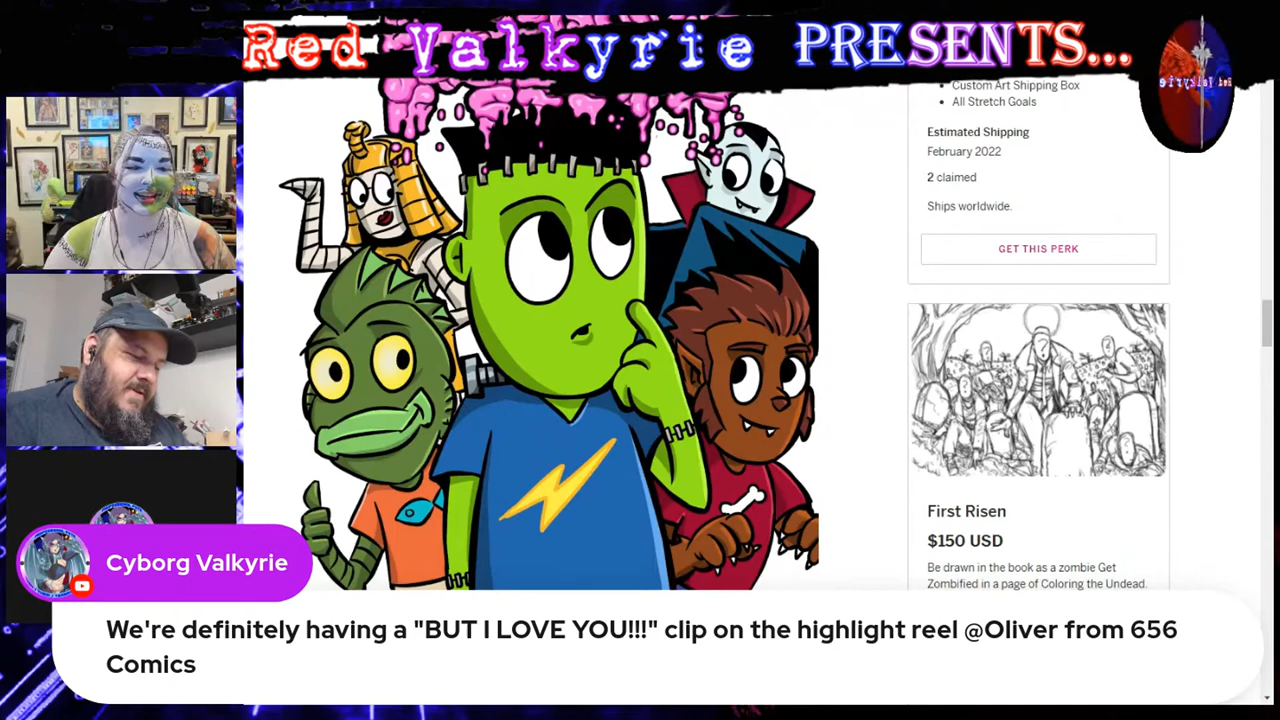 Red Valkyrie PRESENTS...
Red Valkyrie
• Custom Art Shipping Box
• All Stretch Goals
Estimated Shipping
February 2022
2 claimed
Ships worldwide.
GET THIS PERK
First Risen
$150 USD
Be drawn in the book as a zombie Get
Zombified in a page of Coloring the Undead.
Cyborg Valkyrie
We're definitely having a "BUT I LOVE YOU!!!" clip on the highlight reel @Oliver from 656
Comics